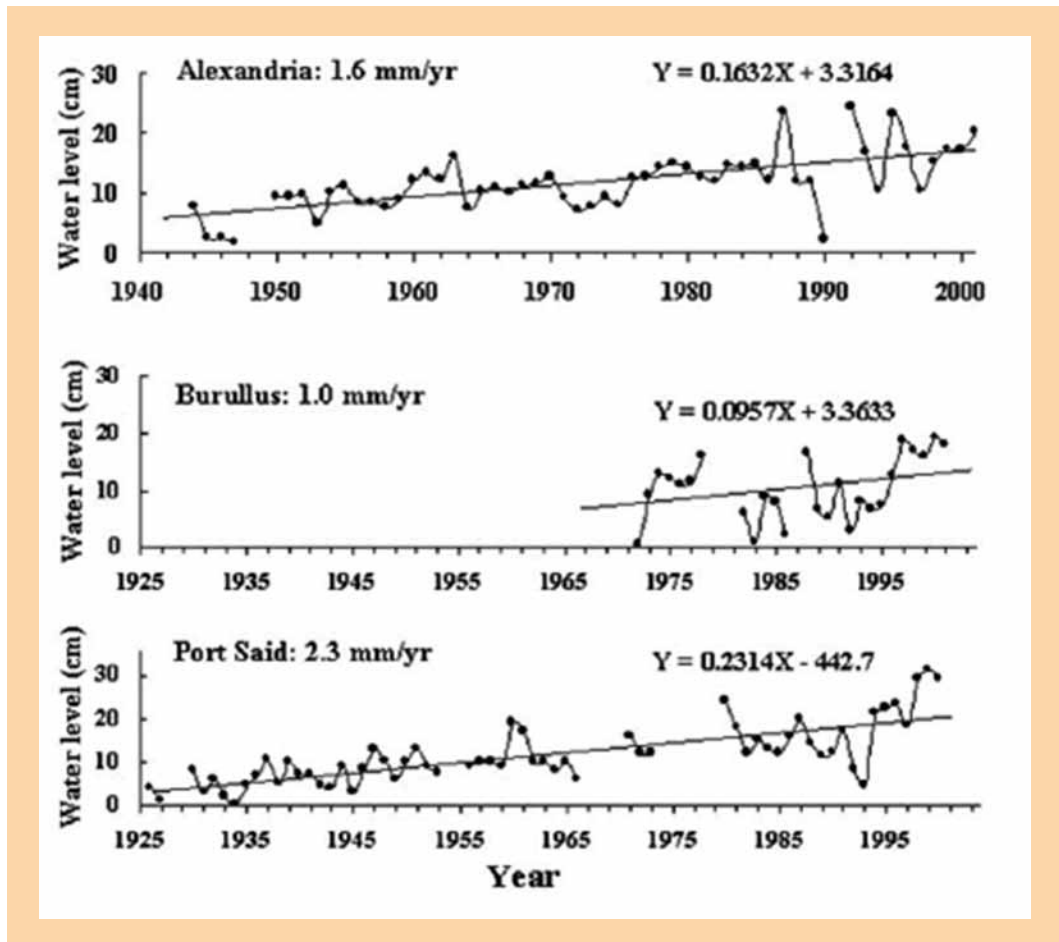 Alexandria: 1.6 mm/yr
Y = 0.1632X + 3.3164
Water level (cm)
30
20
10
0
1940 1950 1960 1970 1980 1990 2000
Burullus: 1.0 mm/yr
Y = 0.0957X + 3.3633
Water level (cm)
30
20
10
0
1925 1935 1945 1955 1965 1975 1985 1995
Port Said: 2.3 mm/yr
Y = 0.2314X - 442.7
Water level (cm)
30
20
10
0
1925 1935 1945 1955 1965 1975 1985 1995
Year